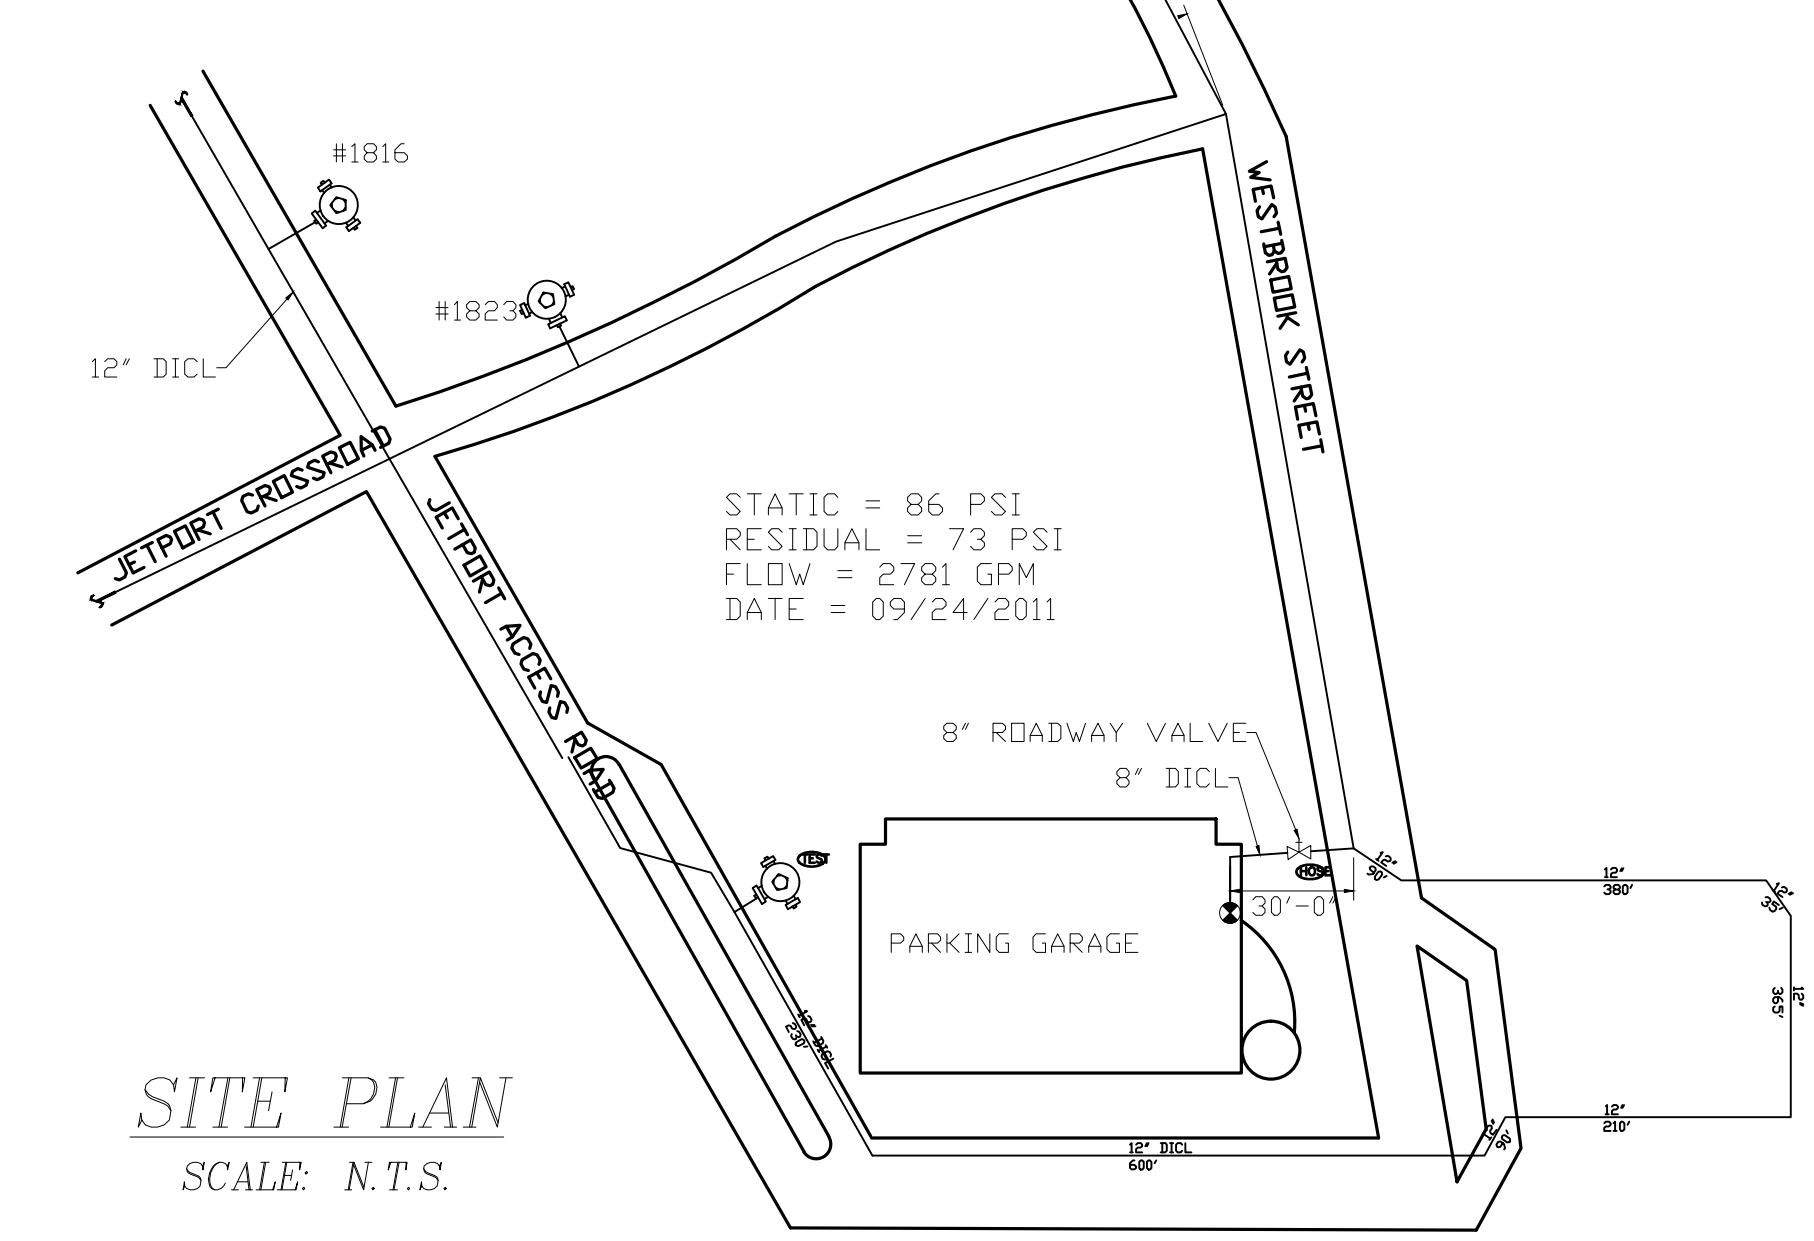 #1816
#1823
12" DICL
JETPORT CROSSROAD
WESTBROOK STREET
JETPORT ACCESS ROAD
STATIC = 86 PSI
RESIDUAL = 73 PSI
FLOW = 2781 GPM
DATE = 09/24/2011
8" ROADWAY VALVE
8" DICL
TEST
HOSE
30'-0"
12"
90'
12"
380'
12"
35'
PARKING GARAGE
12"
365'
12" DICL
230'
12"
210'
12"
90'
12" DICL
600'
SITE PLAN
SCALE: N.T.S.